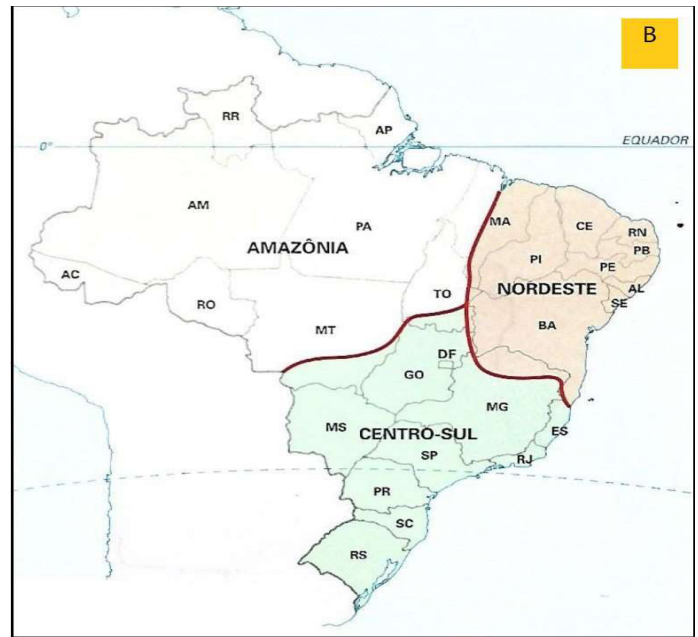 B
RR
AP
0°
EQUADOR
AM
PA
MA
CE
RN
PB
AMAZÔNIA
PI
PE
AC
TO
NORDESTE
AL
RO
SE
MT
BA
DF
GO
MG
MS
CENTRO-SUL
ES
SP
RJ
PR
SC
RS